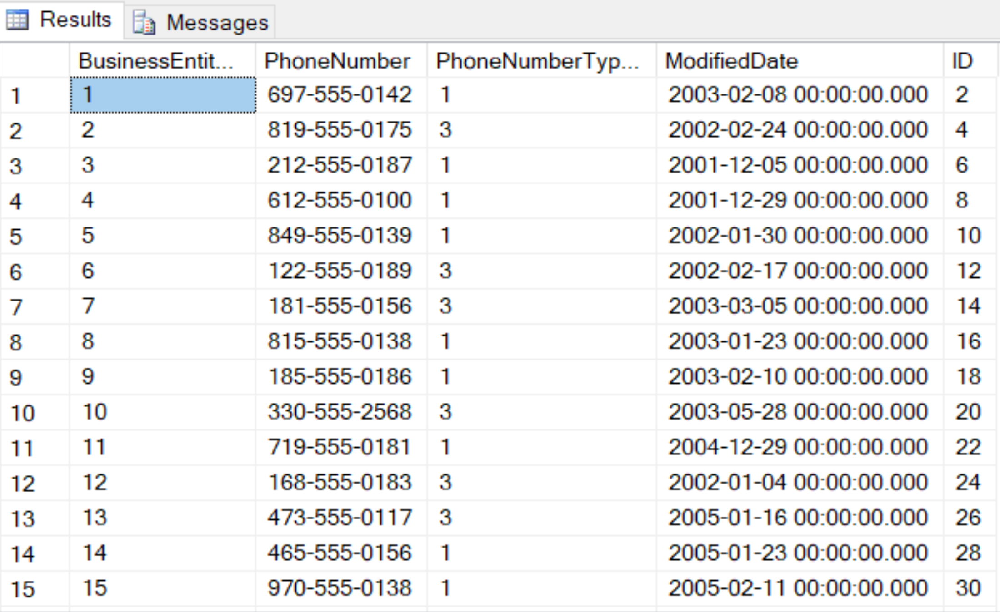 Results Messages
BusinessEntit... PhoneNumber PhoneNumberTyp... ModifiedDate ID
1 1 697-555-0142 1 2003-02-08 00:00:00.000 2
2 2 819-555-0175 3 2002-02-24 00:00:00.000 4
3 3 212-555-0187 1 2001-12-05 00:00:00.000 6
4 4 612-555-0100 1 2001-12-29 00:00:00.000 8
5 5 849-555-0139 1 2002-01-30 00:00:00.000 10
6 6 122-555-0189 3 2002-02-17 00:00:00.000 12
7 7 181-555-0156 3 2003-03-05 00:00:00.000 14
8 8 815-555-0138 1 2003-01-23 00:00:00.000 16
9 9 185-555-0186 1 2003-02-10 00:00:00.000 18
10 10 330-555-2568 3 2003-05-28 00:00:00.000 20
11 11 719-555-0181 1 2004-12-29 00:00:00.000 22
12 12 168-555-0183 3 2002-01-04 00:00:00.000 24
13 13 473-555-0117 3 2005-01-16 00:00:00.000 26
14 14 465-555-0156 1 2005-01-23 00:00:00.000 28
15 15 970-555-0138 1 2005-02-11 00:00:00.000 30